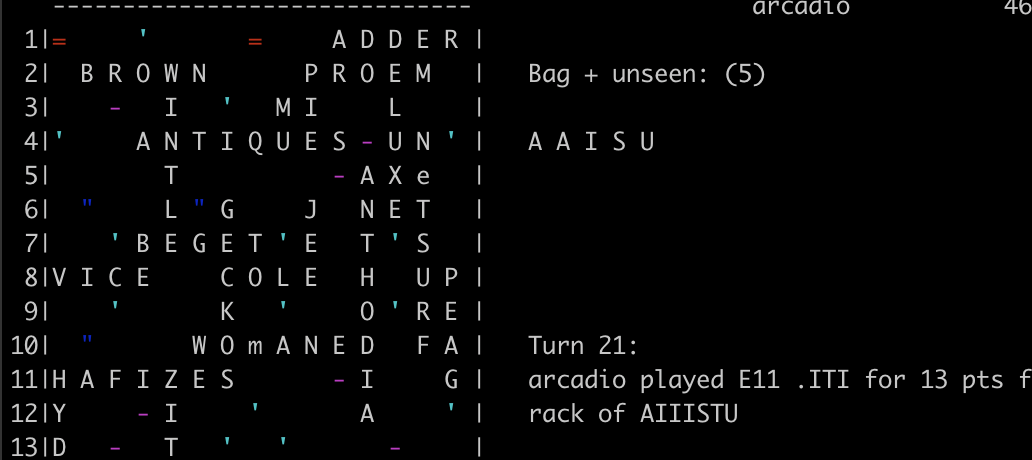 ------------------------------ arcadio 46
1|=     '       =     A D D E R |
2|  B R O W N       P R O E M   | Bag + unseen: (5)
3|    -   I   '   M I     L     |
4|'     A N T I Q U E S - U N ' | A A I S U
5|        T           - A X e   |
6|  "     L " G     J   N E T   |
7|    ' B E G E T ' E   T ' S   |
8|V I C E     C O L E   H   U P |
9|    '       K   '     O ' R E |
10|  "       W O m A N E D   F A | Turn 21:
11|H A F I Z E S       - I     G | arcadio played E11 .ITI for 13 pts f
12|Y     - I     '       A     ' | rack of AIIISTU
13|D   -   T   '   '       -     |